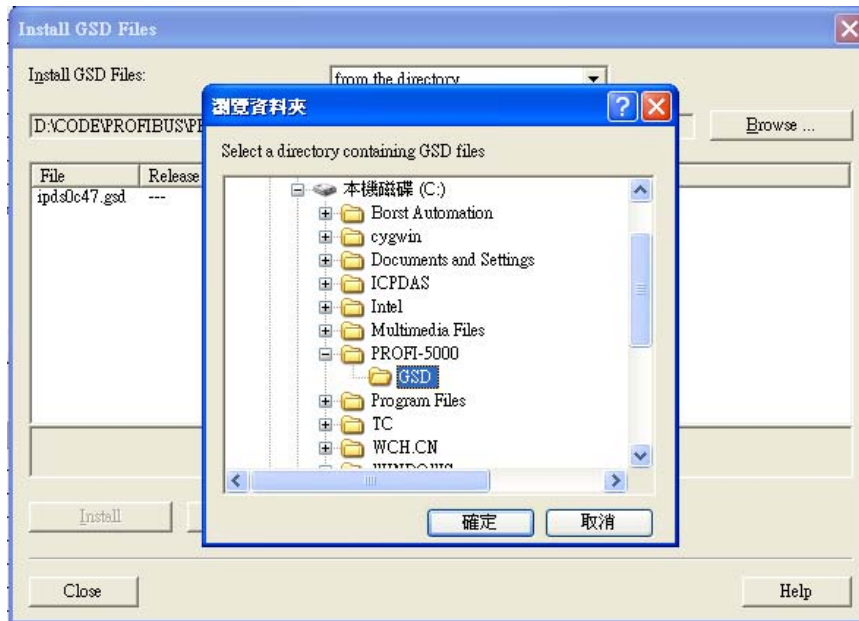 Install GSD Files
Install GSD Files:
from the directory
瀏覽資料夾
D:\CODE\PROFIBUS\P
Browse ...
Select a directory containing GSD files
File Release
ipds0c47.gsd ---
本機磁碟 (C:)
Borst Automation
cygwin
Documents and Settings
ICPDAS
Intel
Multimedia Files
PROFI-5000
GSD
Program Files
TC
WCH.CN
WINDOWS
Install
確定
取消
Close
Help